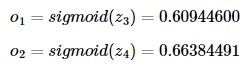 o₁ = sigmoid(z₃) = 0.60944600
o₂ = sigmoid(z₄) = 0.66384491